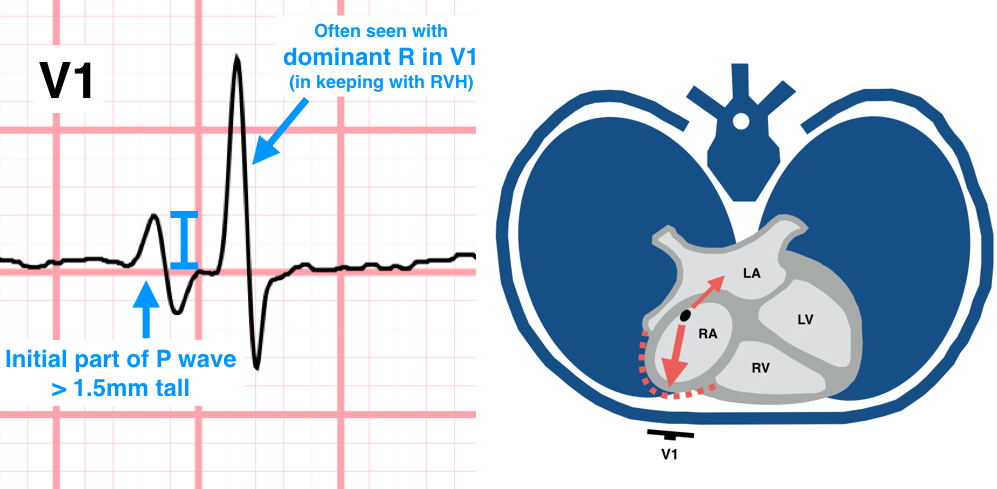 V1
Often seen with
dominant R in V1
(in keeping with RVH)
Initial part of P wave
> 1.5mm tall
LA
LV
RA
RV
V1